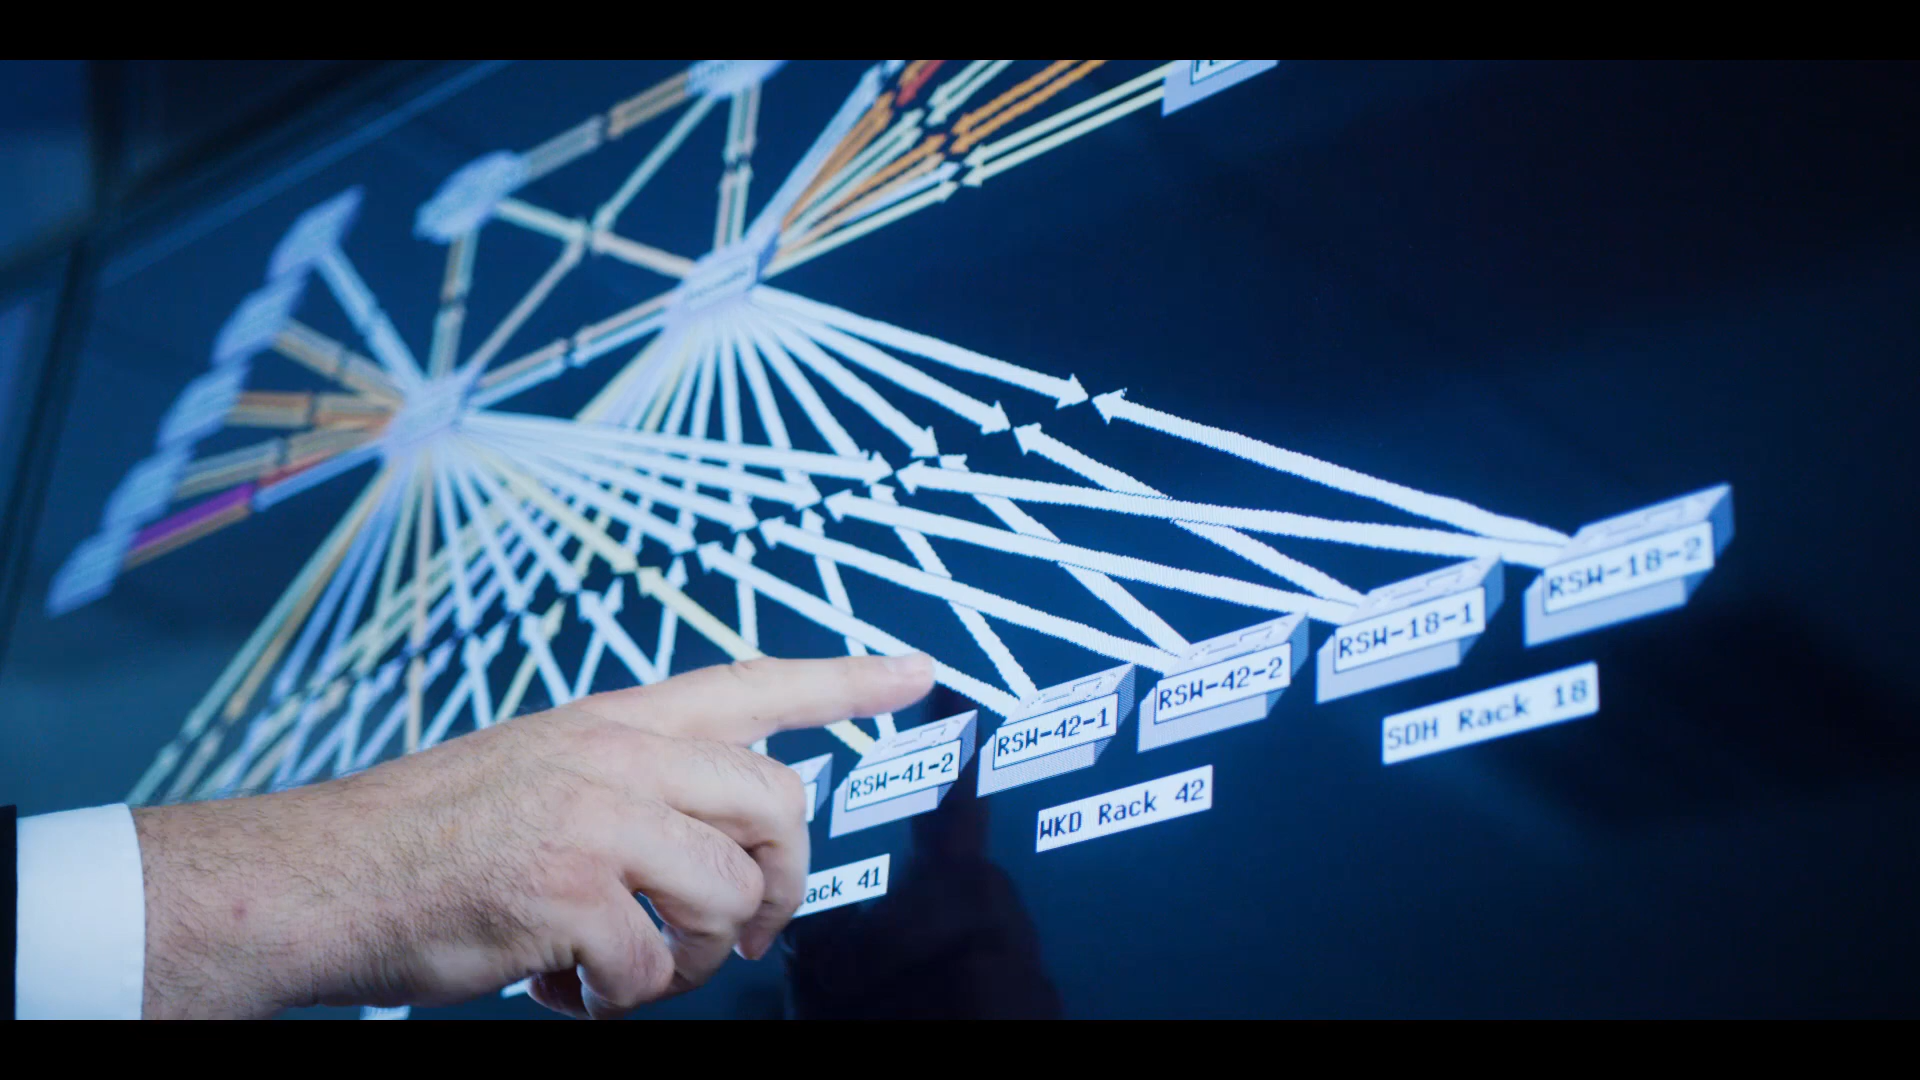 RSW-18-2
RSW-18-1
SDH Rack 18
RSW-42-2
RSW-42-1
WKD Rack 42
RSW-41-2
ack 41